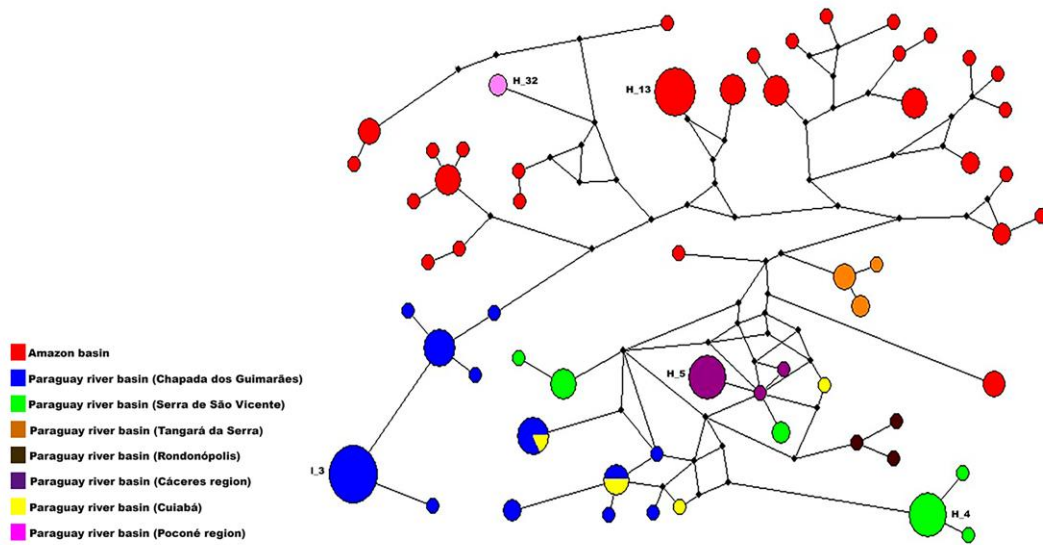 H_32
H_13
H_5
I_3
H_4
Amazon basin
Paraguay river basin (Chapada dos Guimarães)
Paraguay river basin (Serra de São Vicente)
Paraguay river basin (Tangará da Serra)
Paraguay river basin (Rondonópolis)
Paraguay river basin (Cáceres region)
Paraguay river basin (Cuiabá)
Paraguay river basin (Poconé region)